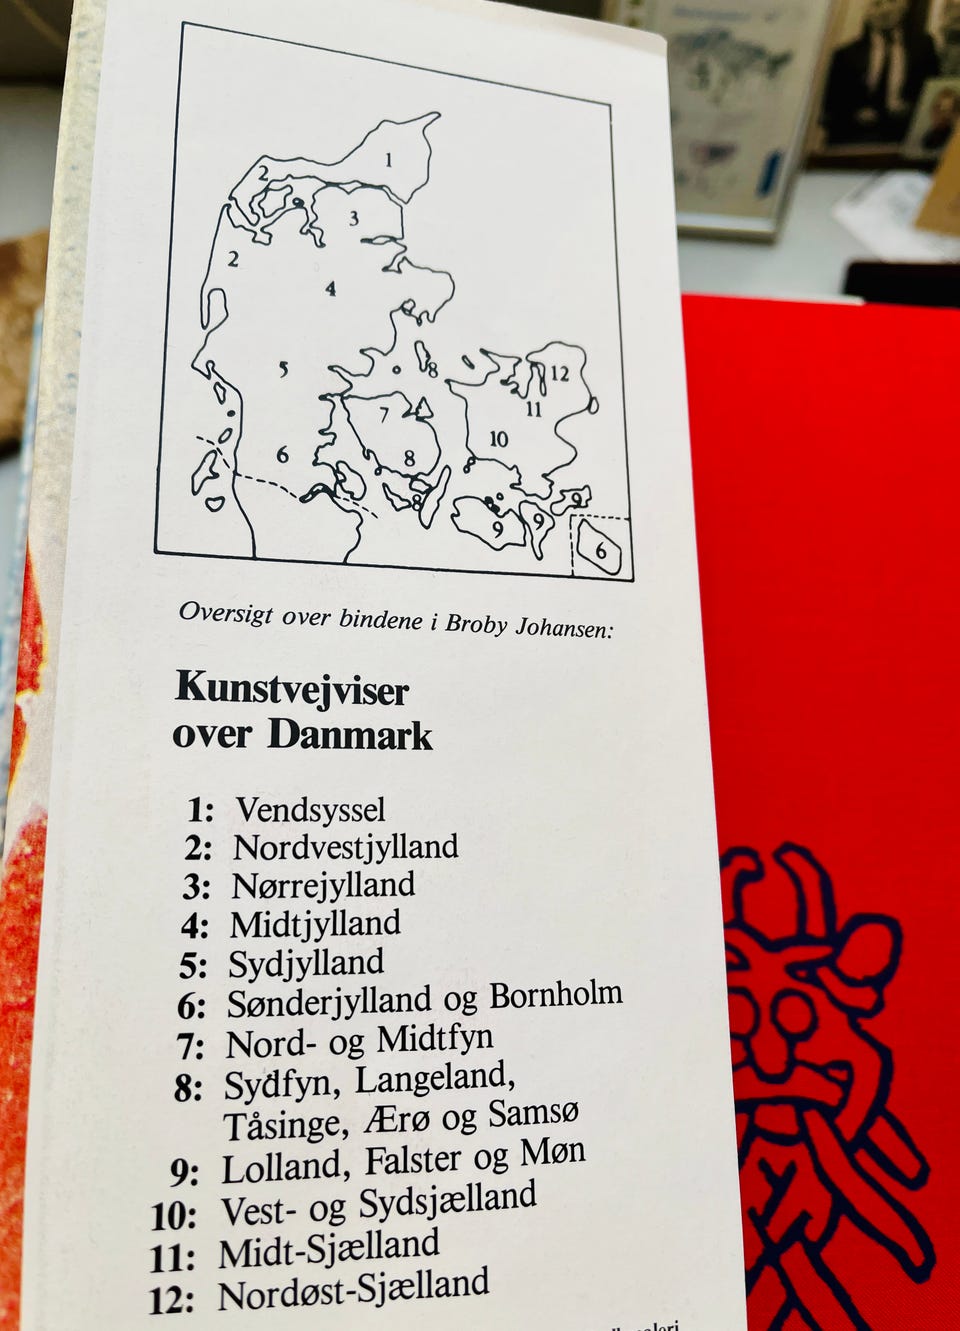 1
2
3
2
4
8
12
5
11
7
10
6
8
8
9
9
9
6
Oversigt over bindene i Broby Johansen:
Kunstvejviser
over Danmark
1: Vendsyssel
2: Nordvestjylland
3: Nørrejylland
4: Midtjylland
5: Sydjylland
6: Sønderjylland og Bornholm
7: Nord- og Midtfyn
8: Sydfyn, Langeland,
Tåsinge, Ærø og Samsø
9: Lolland, Falster og Møn
10: Vest- og Sydsjælland
11: Midt-Sjælland
12: Nordøst-Sjælland